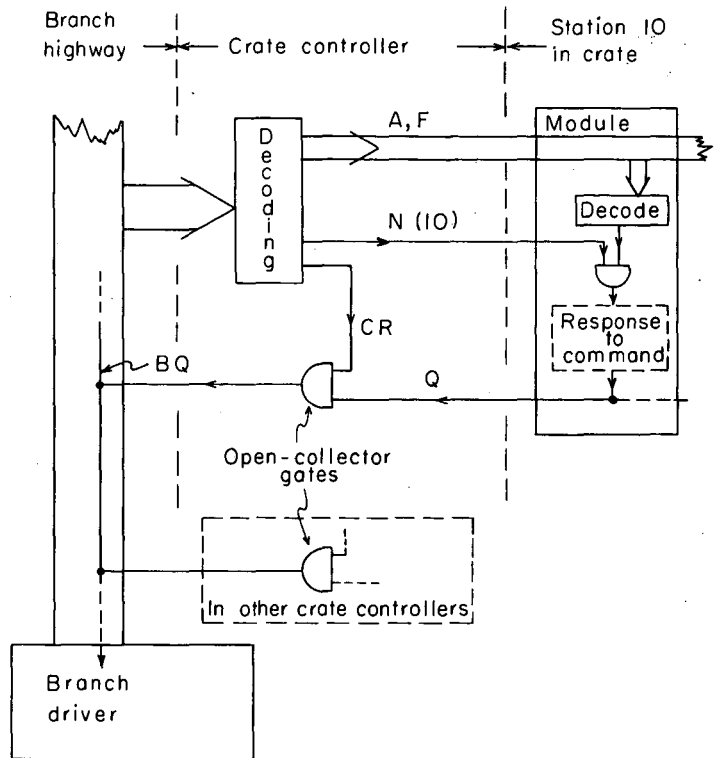 Branch
highway
Crate controller
Station 10
in crate
A,F
Module
Decoding
Decode
N (10)
CR
Response
to
command
BQ
Q
Open-collector
gates
In other crate controllers
Branch
driver